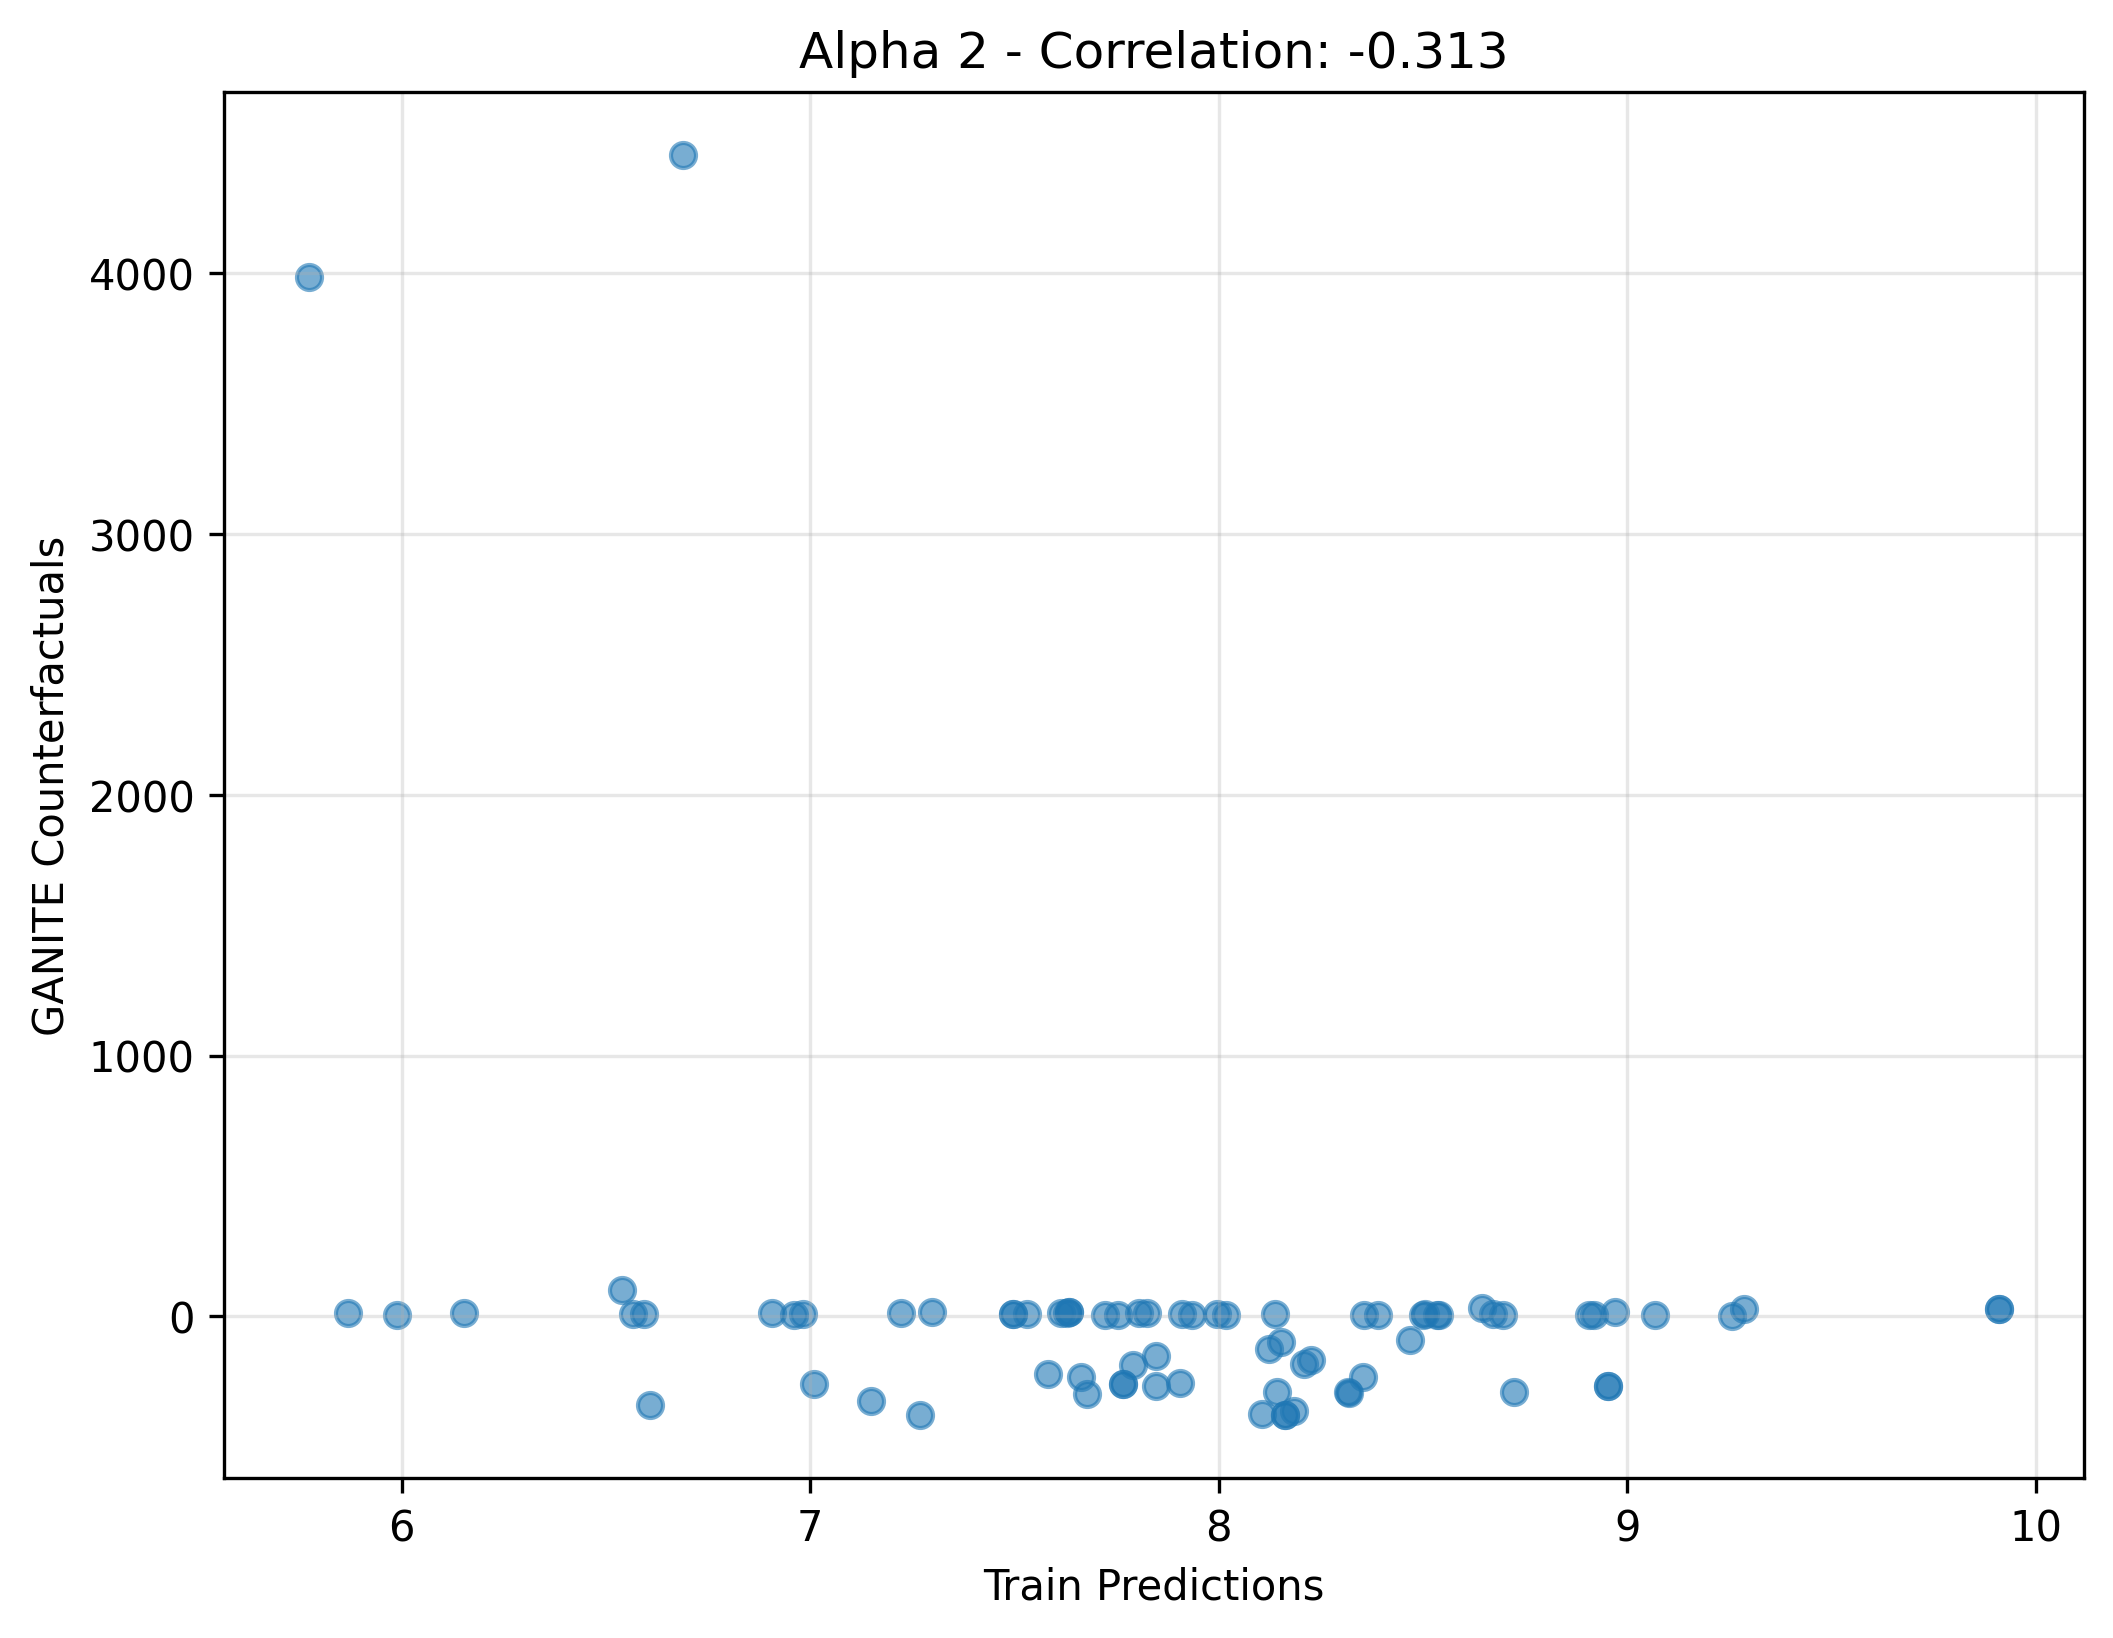 Alpha 2 - Correlation: -0.313
GANITE Counterfactuals
4000
3000
2000
1000
0
6 7 8 9 10
Train Predictions